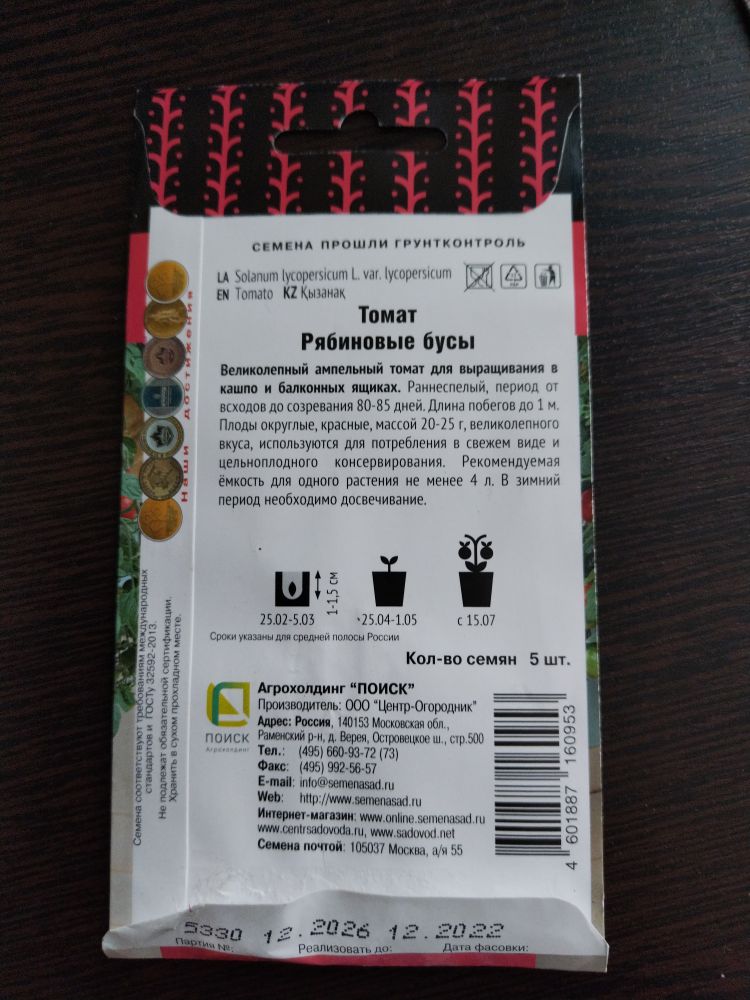 СЕМЕНА ПРОШЛИ ГРУНТКОНТРОЛЬ
LA Solanum lycopersicum L. var. lycopersicum
EN Tomato KZ Қызанақ
Томат
Рябиновые бусы
Великолепный ампельный томат для выращивания в
кашпо и балконных ящиках. Раннеспелый, период от
всходов до созревания 80-85 дней. Длина побегов до 1 м.
Плоды округлые, красные, массой 20-25 г, великолепного
вкуса, используются для потребления в свежем виде и
цельноплодного консервирования. Рекомендуемая
ёмкость для одного растения не менее 4 л. В зимний
период необходимо досвечивание.
1-1,5 см
25.02-5.03 25.04-1.05 с 15.07
Сроки указаны для средней полосы России
Кол-во семян 5 шт.
Наши достижения
Семена соответствуют требованиям международных
стандартов и ГОСТу 32592-2013.
Не подлежат обязательной сертификации.
Хранить в сухом прохладном месте.
ПОИСК
Агрохолдинг
Агрохолдинг "ПОИСК"
Производитель: ООО "Центр-Огородник"
Адрес: Россия, 140153 Московская обл.,
Раменский р-н, д. Верея, Островецкое ш., стр.500
Тел.: (495) 660-93-72 (73)
Факс: (495) 992-56-57
E-mail: info@semenasad.ru
Web: http://www.semenasad.ru
Интернет-магазин: www.online.semenasad.ru
www.centrsadovoda.ru, www.sadovod.net
Семена почтой: 105037 Москва, а/я 55
4 601887 160953
5330 12.2026 12.2022
Партия №: Реализовать до: Дата фасовки: